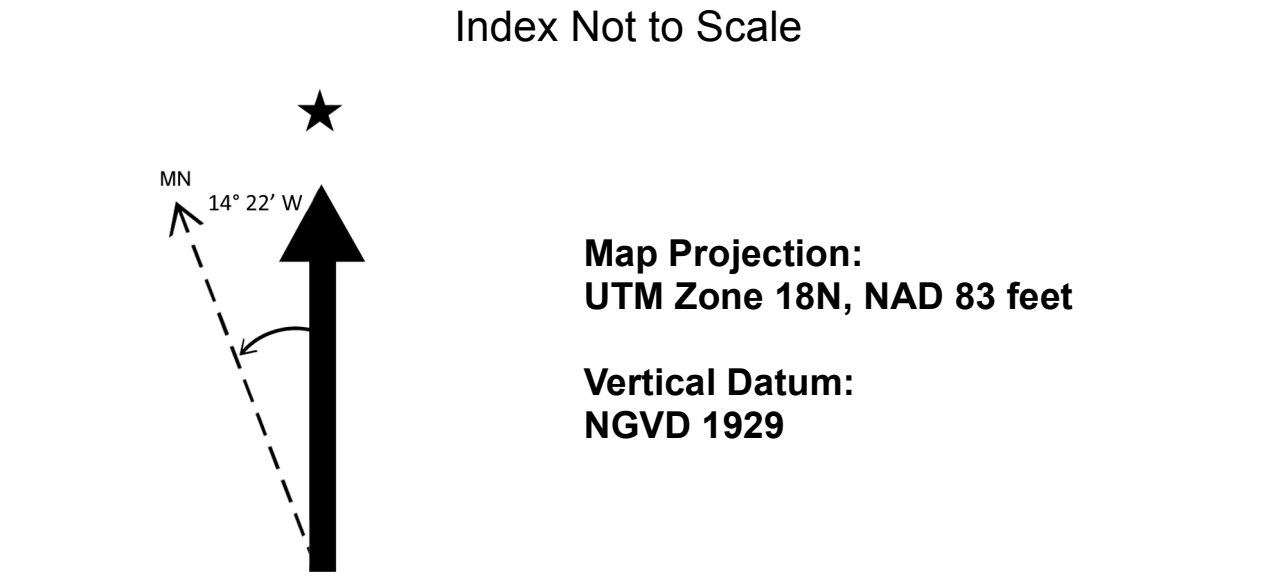 Index Not to Scale
MN
14° 22’ W
Map Projection:
UTM Zone 18N, NAD 83 feet
Vertical Datum:
NGVD 1929